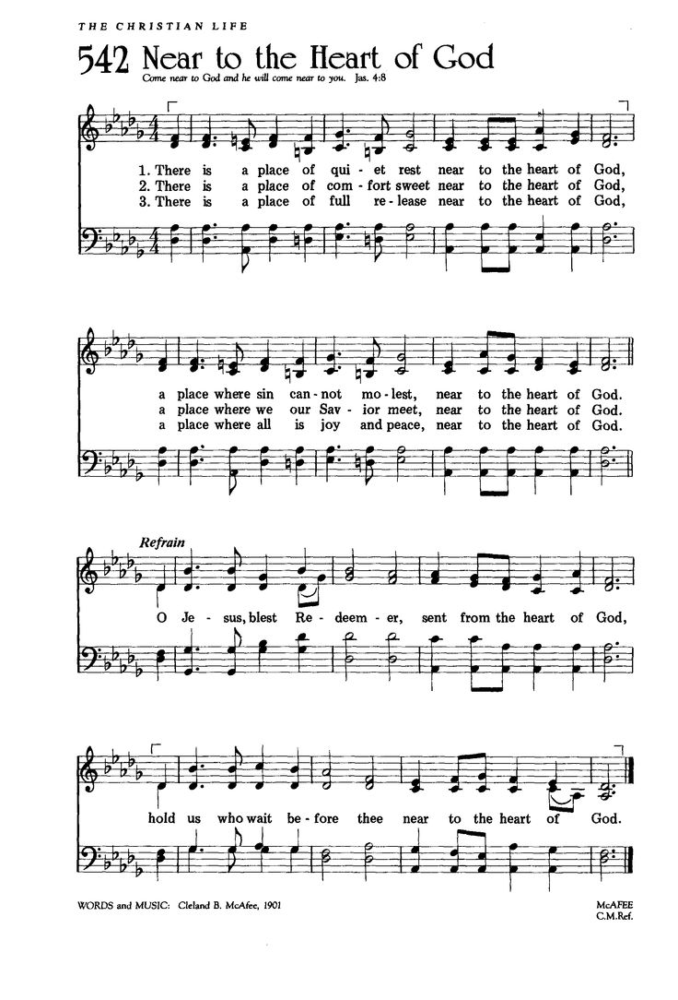 THE CHRISTIAN LIFE
542 Near to the Heart of God
Come near to God and he will come near to you. Jas. 4:8
1. There is a place of qui - et rest near to the heart of God,
2. There is a place of com - fort sweet near to the heart of God,
3. There is a place of full re - lease near to the heart of God,
a place where sin can - not mo - lest, near to the heart of God.
a place where we our Sav - ior meet, near to the heart of God.
a place where all is joy and peace, near to the heart of God.
Refrain
O Je - sus, blest Re - deem - er, sent from the heart of God,
hold us who wait be - fore thee near to the heart of God.
WORDS and MUSIC: Cleland B. McAfee, 1901
McAFEE
C.M.Ref.